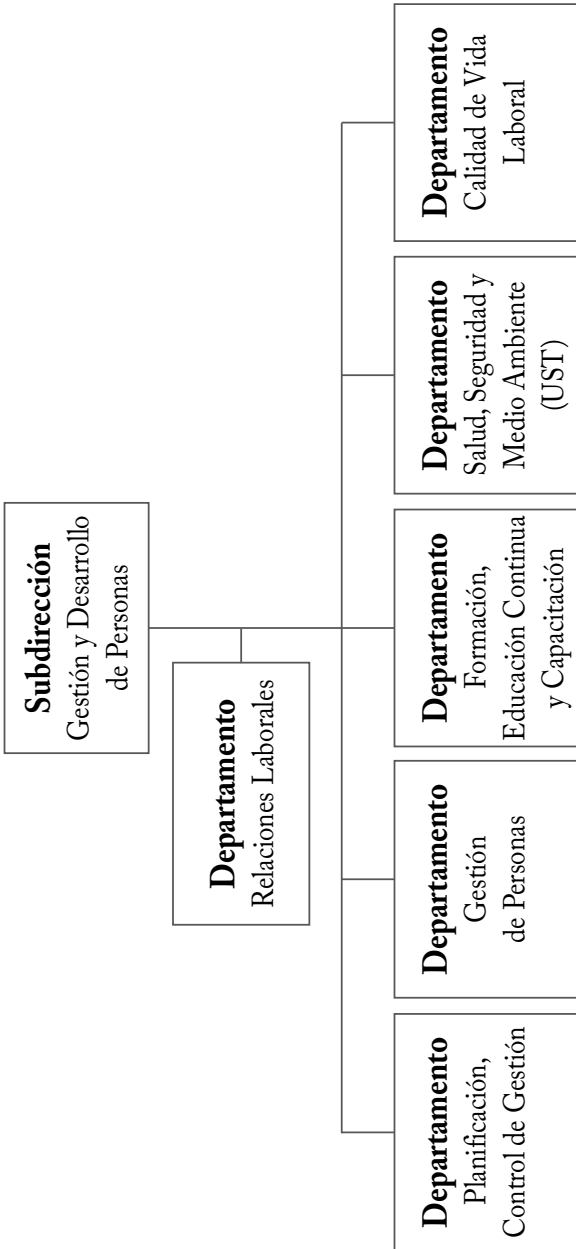 Subdirección
Gestión y Desarrollo
de Personas
Departamento
Relaciones Laborales
Departamento
Planificación,
Control de Gestión
Departamento
Gestión
de Personas
Departamento
Formación,
Educación Continua
y Capacitación
Departamento
Salud, Seguridad y
Medio Ambiente
(UST)
Departamento
Calidad de Vida
Laboral